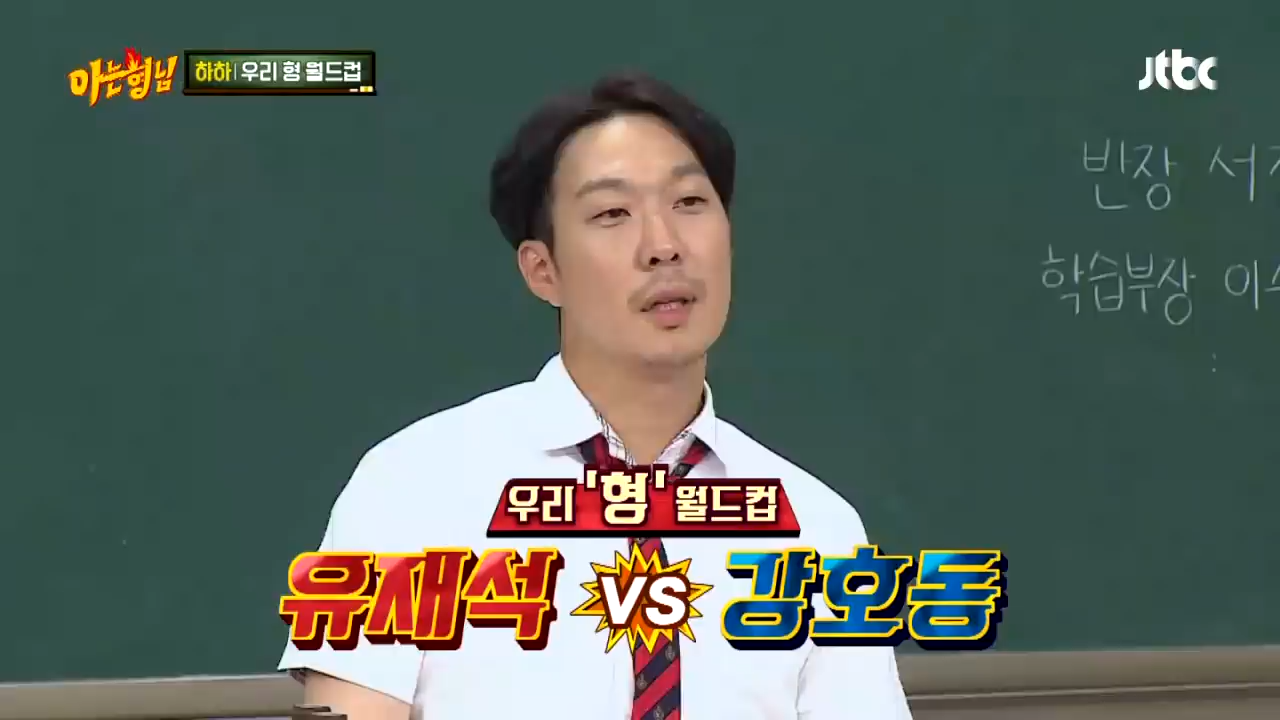 아는형님
하하 | 우리 형 월드컵
jtbc
반장 서
학습부장 이
우리 '형' 월드컵
유재석 VS 강호동